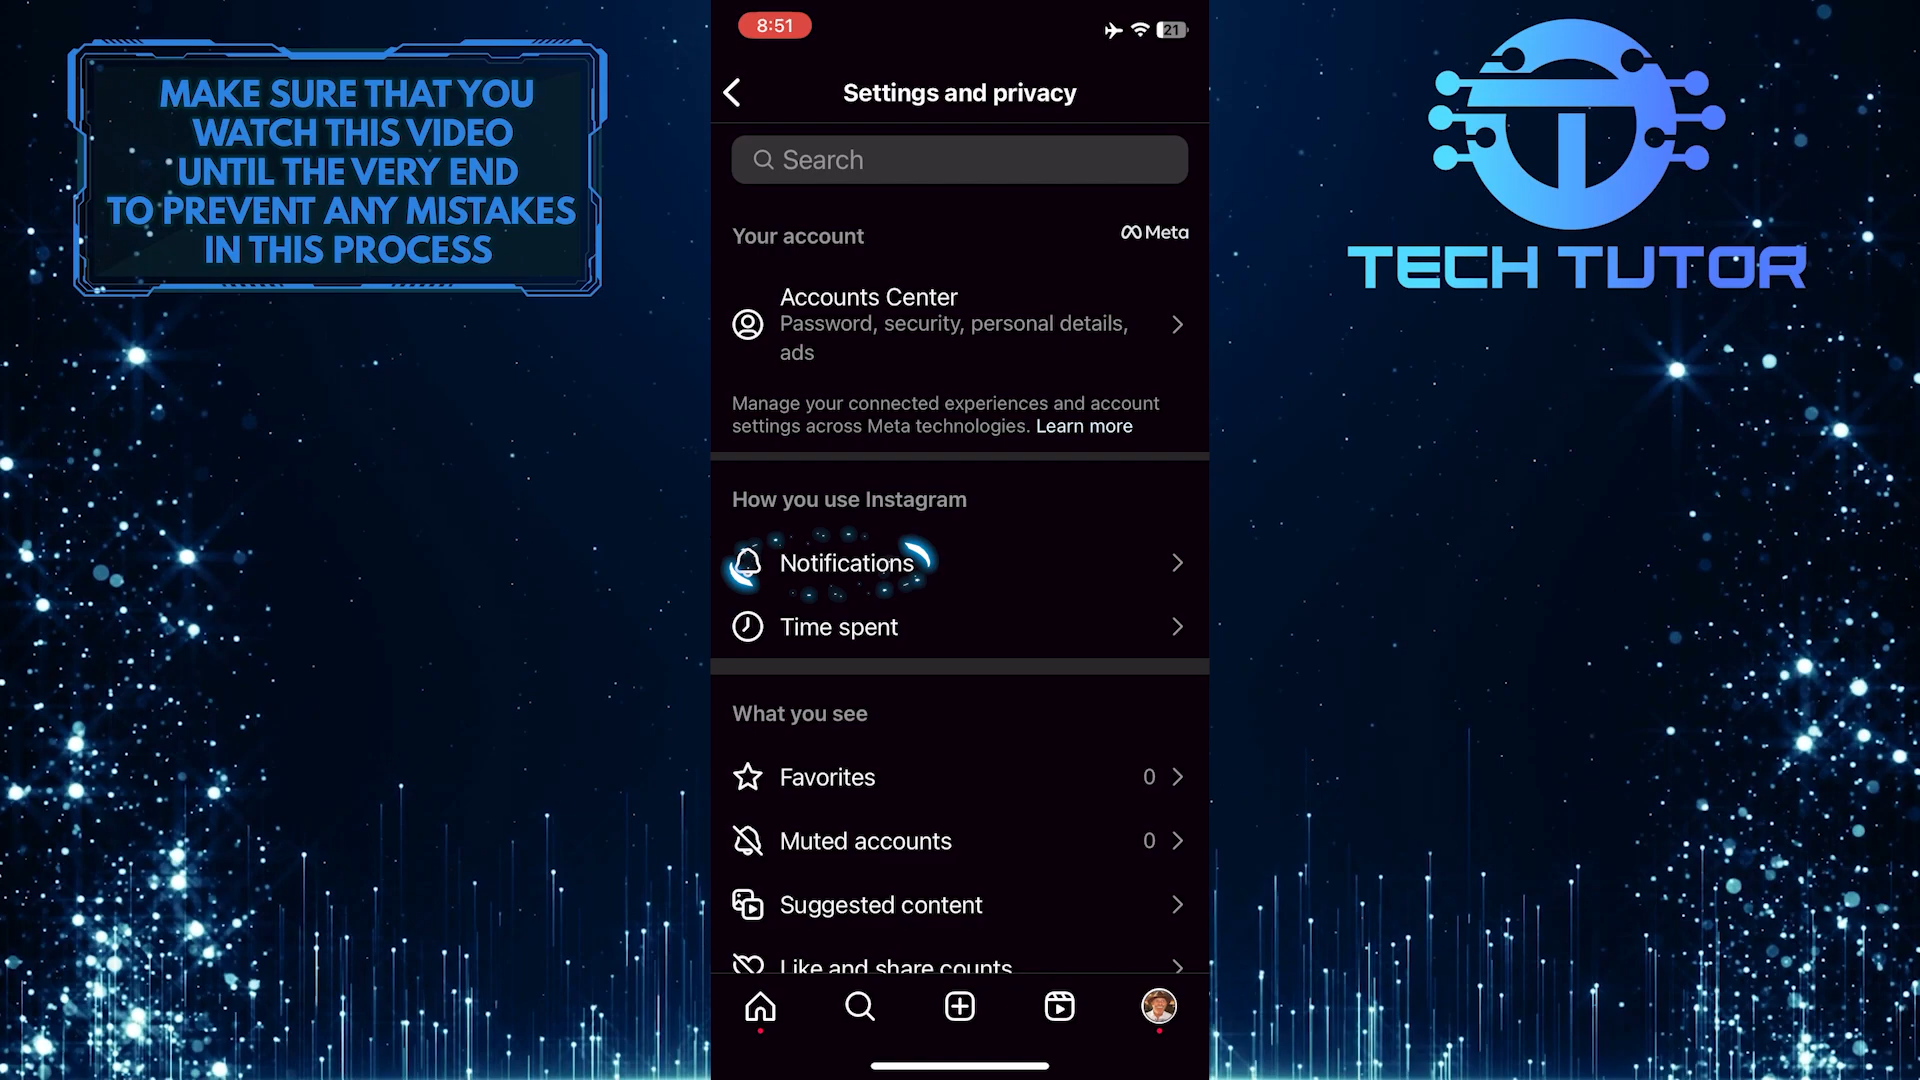 MAKE SURE THAT YOU
WATCH THIS VIDEO
UNTIL THE VERY END
TO PREVENT ANY MISTAKES
IN THIS PROCESS
8:51
21
Settings and privacy
Search
Your account
Meta
Accounts Center
Password, security, personal details,
ads
Manage your connected experiences and account
settings across Meta technologies. Learn more
How you use Instagram
Notifications
Time spent
What you see
Favorites 0
Muted accounts 0
Suggested content
Like and share counts
TECH TUTOR